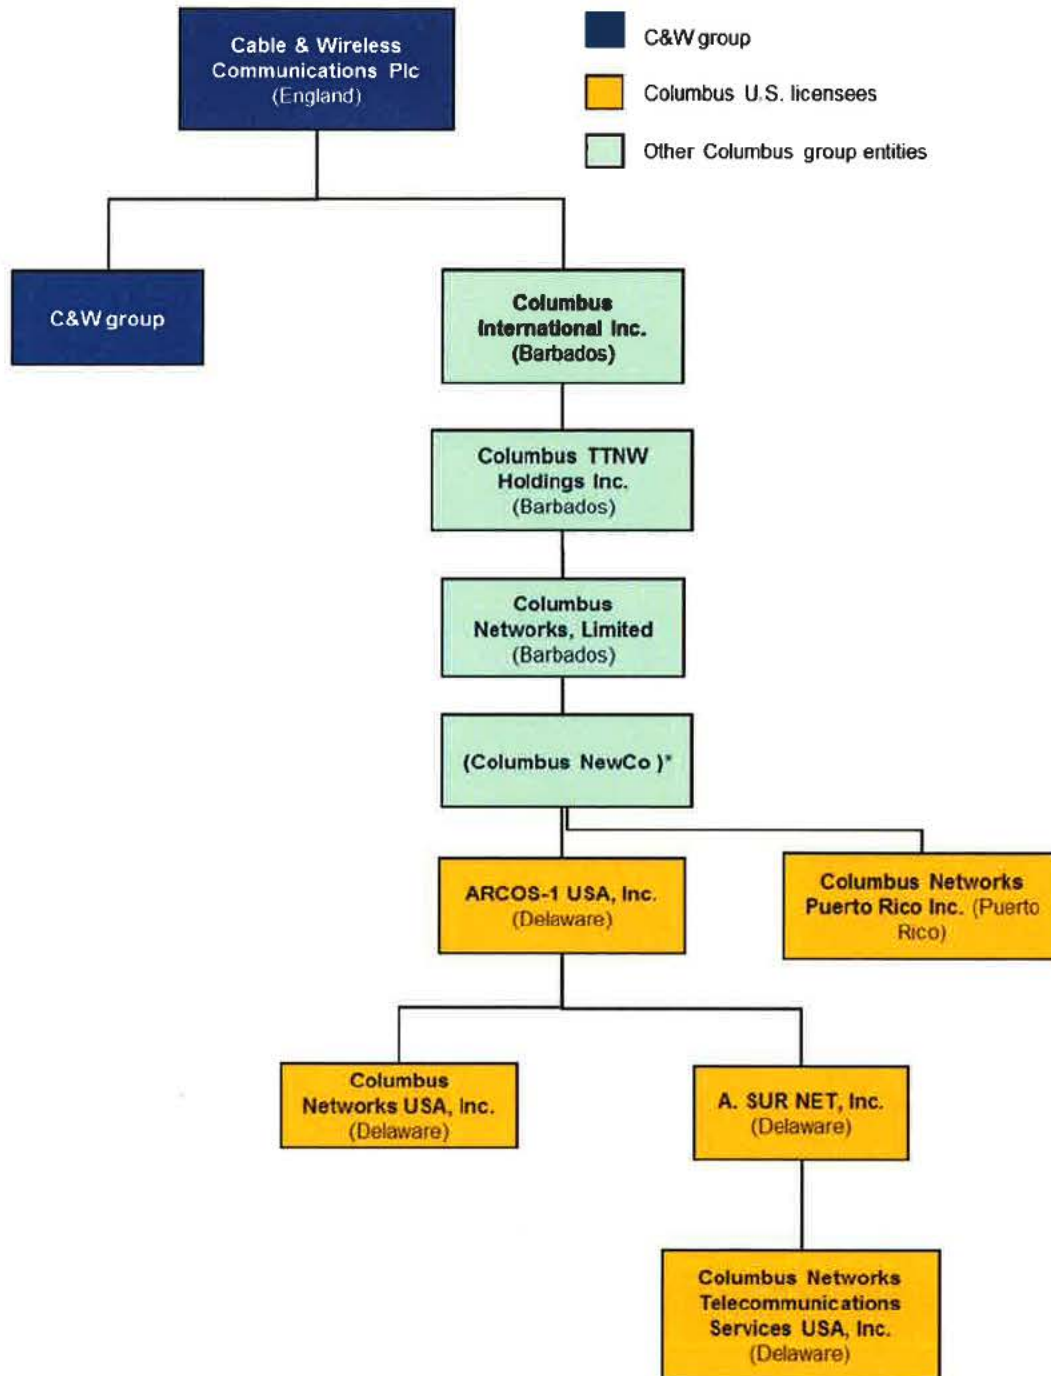 Cable & Wireless
Communications Plc
(England)
C&W group
Columbus U.S. licensees
Other Columbus group entities
C&W group
Columbus
International Inc.
(Barbados)
Columbus TTNW
Holdings Inc.
(Barbados)
Columbus
Networks, Limited
(Barbados)
(Columbus NewCo )*
ARCOS-1 USA, Inc.
(Delaware)
Columbus Networks
Puerto Rico Inc. (Puerto
Rico)
Columbus
Networks USA, Inc.
(Delaware)
A. SUR NET, Inc.
(Delaware)
Columbus Networks
Telecommunications
Services USA, Inc.
(Delaware)